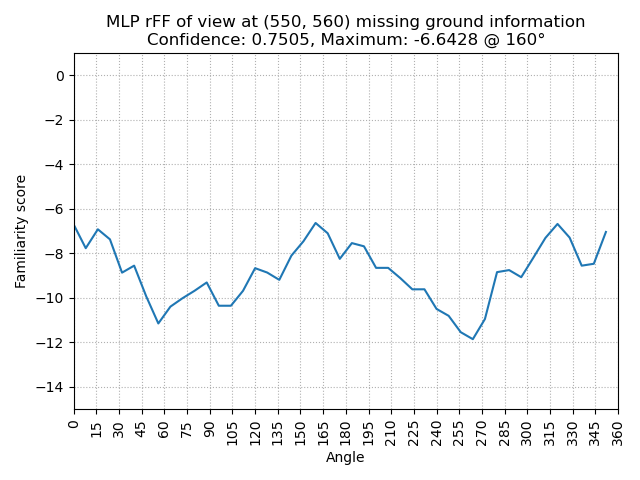 MLP rFF of view at (550, 560) missing ground information
Confidence: 0.7505, Maximum: -6.6428 @ 160°
Familiarity score
0
−2
−4
−6
−8
−10
−12
−14
0 15 30 45 60 75 90 105 120 135 150 165 180 195 210 225 240 255 270 285 300 315 330 345 360
Angle